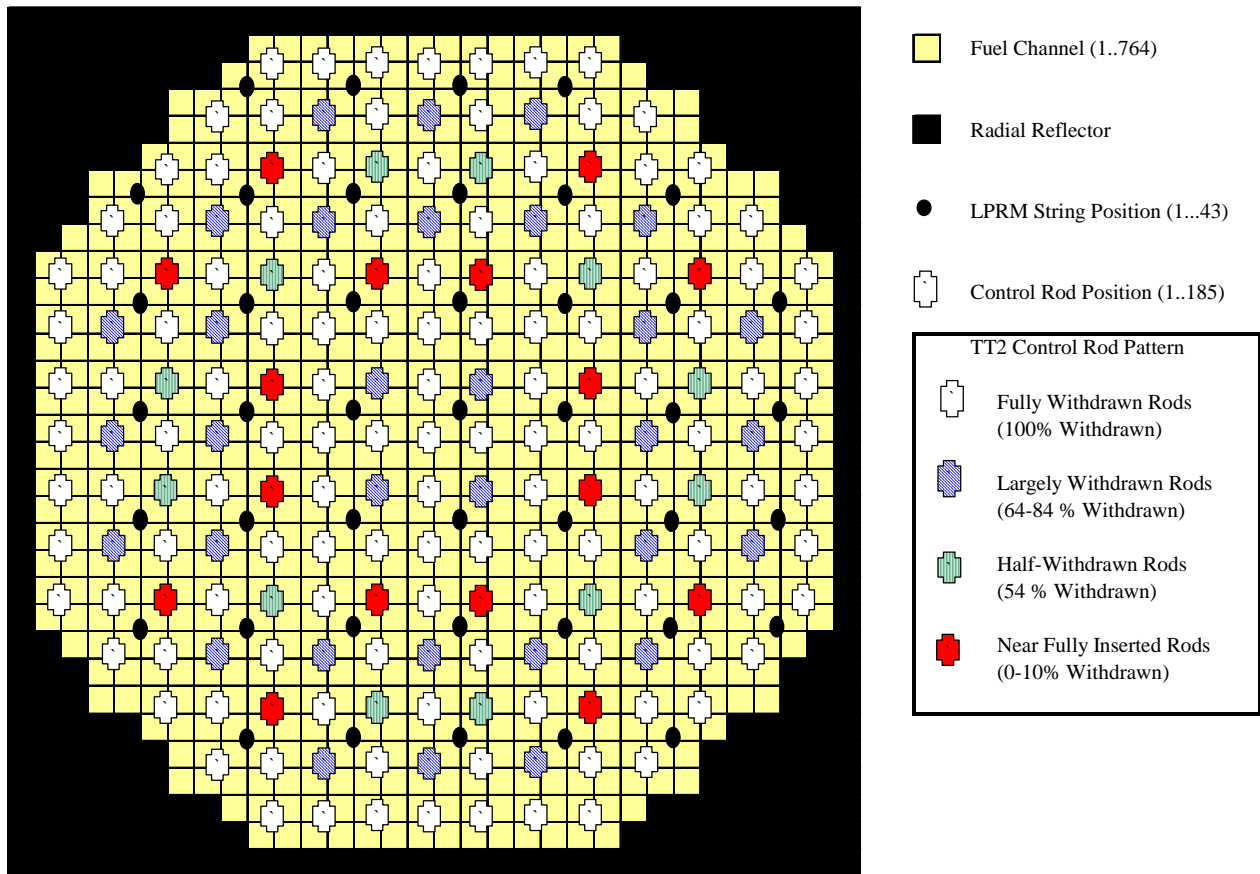 Fuel Channel (1..764)
Radial Reflector
LPRM String Position (1...43)
Control Rod Position (1..185)
TT2 Control Rod Pattern
Fully Withdrawn Rods
(100% Withdrawn)
Largely Withdrawn Rods
(64-84 % Withdrawn)
Half-Withdrawn Rods
(54 % Withdrawn)
Near Fully Inserted Rods
(0-10% Withdrawn)